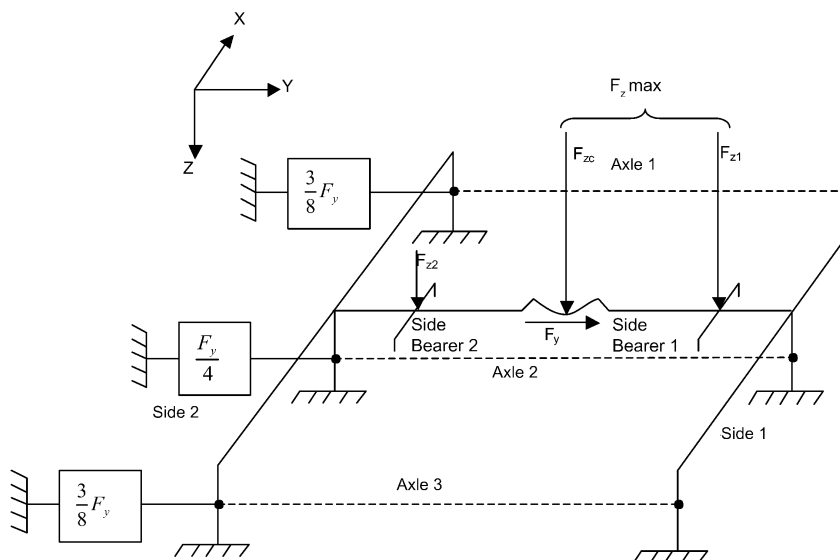 X
Y
Z
F_z max
F_zc
Axle 1
F_z1
3/8 F_y
F_z2
Side Bearer 2
F_y
Side Bearer 1
F_y/4
Axle 2
Side 2
Side 1
Axle 3
3/8 F_y